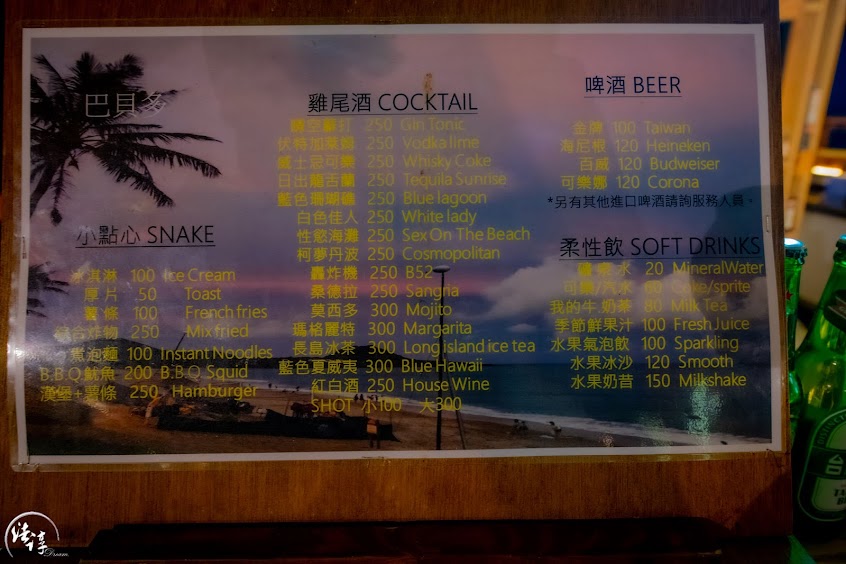 巴貝多
小點心 SNAKE
冰淇淋 100 Ice Cream
厚片 50 Toast
薯條 100 French fries
綜合炸物 250 Mix fried
煮泡麵 100 Instant Noodles
B.B.Q魷魚 200 B.B.Q Squid
漢堡+薯條 250 Hamburger
雞尾酒 COCKTAIL
250 Gin Tonic
伏特加萊姆 250 Vodka lime
威士忌可樂 250 Whisky Coke
日出龍舌蘭 250 Tequila Sunrise
藍色珊瑚礁 250 Blue lagoon
白色佳人 250 White lady
性慾海灘 250 Sex On The Beach
柯夢丹波 250 Cosmopolitan
轟炸機 250 B52
桑德拉 250 Sangria
莫西多 300 Mojito
瑪格麗特 300 Margarita
長島冰茶 300 Long island ice tea
藍色夏威夷 300 Blue Hawaii
紅白酒 250 House Wine
SHOT 小100 大300
啤酒 BEER
金牌 100 Taiwan
海尼根 120 Heineken
百威 120 Budweiser
可樂娜 120 Corona
*另有其他進口啤酒請詢服務人員。
柔性飲 SOFT DRINKS
礦泉水 20 MineralWater
可樂/汽水 60 Coke/sprite
我的牛奶茶 80 Milk Tea
季節鮮果汁 100 Fresh Juice
水果氣泡飲 100 Sparkling
水果冰沙 120 Smooth
水果奶昔 150 Milkshake
Dream